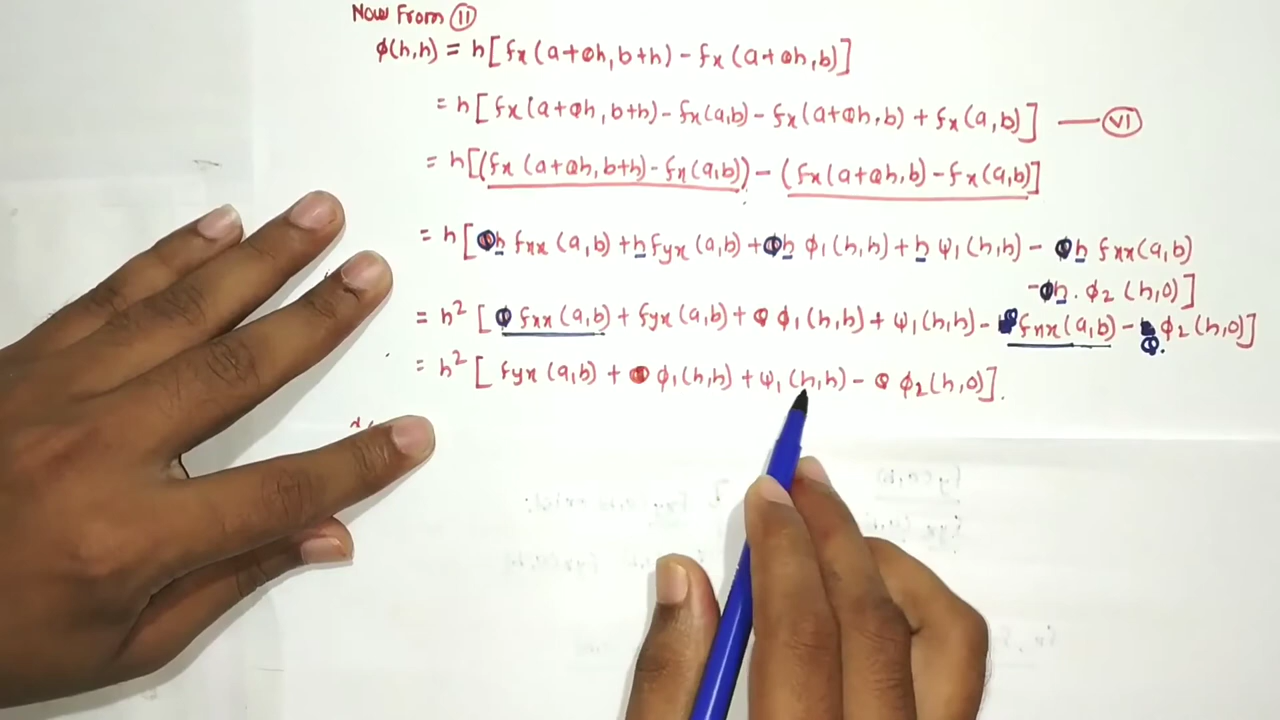 Now From (II)
ϕ(h,h) = h[fx(a+θh, b+h) - fx(a+θh, b)]
= h[fx(a+θh, b+h) - fx(a,b) - fx(a+θh, b) + fx(a,b)] — (VI)
= h[(fx(a+θh, b+h) - fx(a,b)) - (fx(a+θh, b) - fx(a,b)]
= h[θh fxx(a,b) + h fyx(a,b) + θh ϕ₁(h,h) + h ψ₁(h,h) - θh fxx(a,b)
-θh. ϕ₂(h,0)]
= h²[θ fxx(a,b) + fyx(a,b) + θ ϕ₁(h,h) + ψ₁(h,h) - θ fxx(a,b) - θ ϕ₂(h,0)]
= h²[fyx(a,b) + θ ϕ₁(h,h) + ψ₁(h,h) - θ ϕ₂(h,0)].